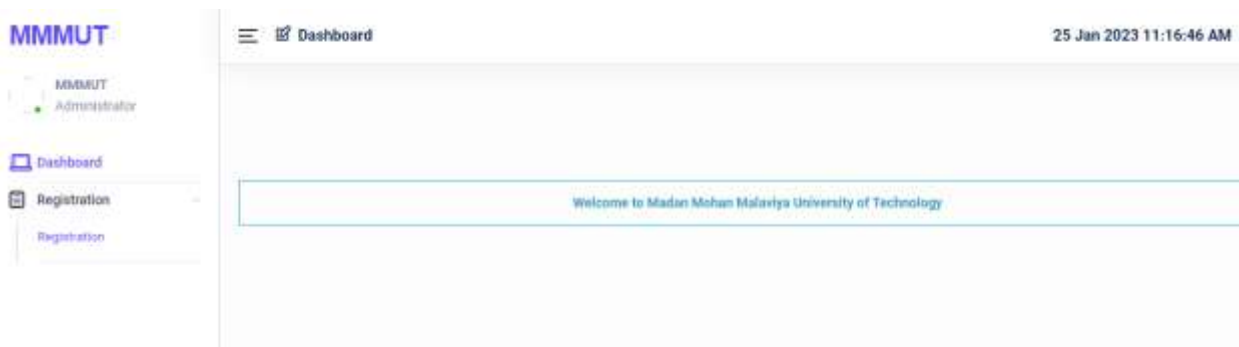 MMMUT
Dashboard
25 Jan 2023 11:16:46 AM
MMMUT
Administrator
Dashboard
Registration
Registration
Welcome to Madan Mohan Malaviya University of Technology